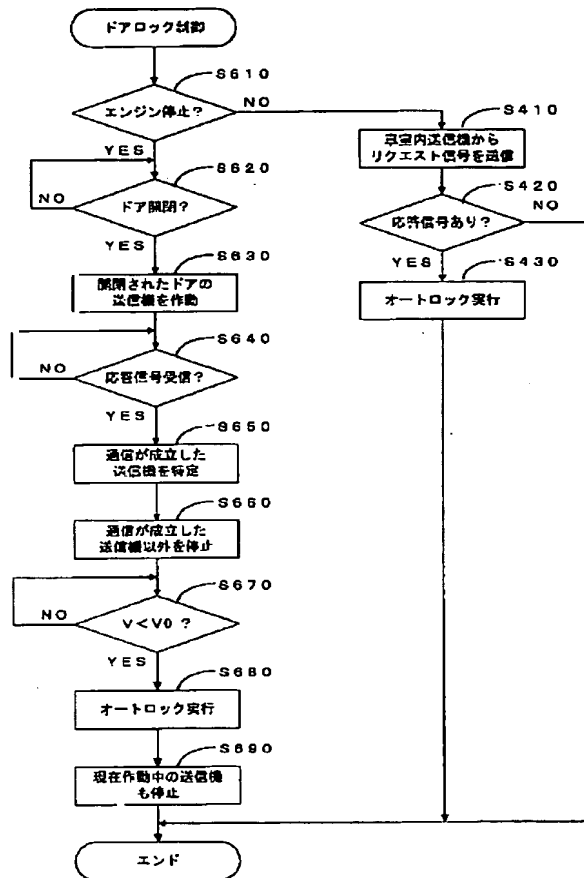 ドアロック制御
S610
エンジン停止?
NO
YES
S620
ドア開閉?
NO
YES
S630
開閉されたドアの
送信機を作動
S640
応答信号受信?
NO
YES
S650
通信が成立した
送信機を特定
S660
通信が成立した
送信機以外を停止
S670
V<V0 ?
NO
YES
S680
オートロック実行
S690
現在作動中の送信機
も停止
エンド
S410
車室内送信機から
リクエスト信号を送信
S420
応答信号あり?
NO
YES
S430
オートロック実行